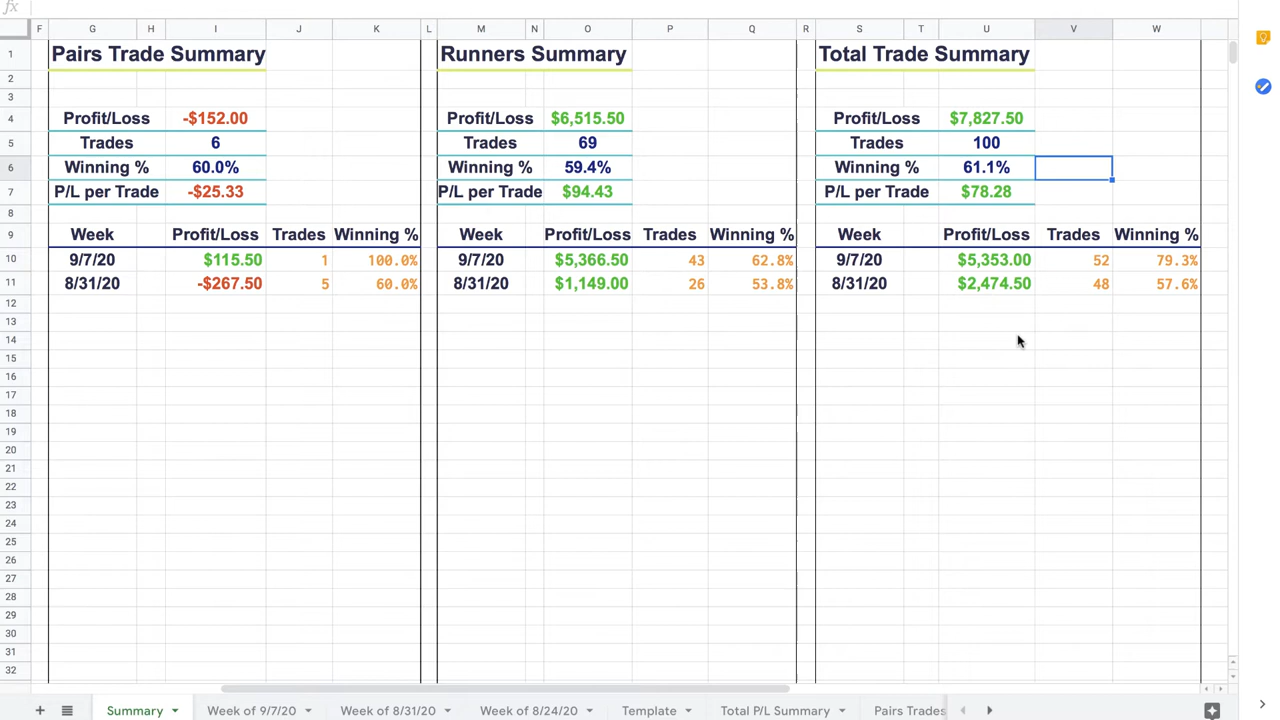 fx
F G H I J K L M N O P Q R S T U V W
1 Pairs Trade Summary Runners Summary Total Trade Summary
2
3
4 Profit/Loss -$152.00 Profit/Loss $6,515.50 Profit/Loss $7,827.50
5 Trades 6 Trades 69 Trades 100
6 Winning % 60.0% Winning % 59.4% Winning % 61.1%
7 P/L per Trade -$25.33 P/L per Trade $94.43 P/L per Trade $78.28
8
9 Week Profit/Loss Trades Winning % Week Profit/Loss Trades Winning % Week Profit/Loss Trades Winning %
10 9/7/20 $115.50 1 100.0% 9/7/20 $5,366.50 43 62.8% 9/7/20 $5,353.00 52 79.3%
11 8/31/20 -$267.50 5 60.0% 8/31/20 $1,149.00 26 53.8% 8/31/20 $2,474.50 48 57.6%
12
13
14
15
16
17
18
19
20
21
22
23
24
25
26
27
28
29
30
31
32
+ Summary Week of 9/7/20 Week of 8/31/20 Week of 8/24/20 Template Total P/L Summary Pairs Trades